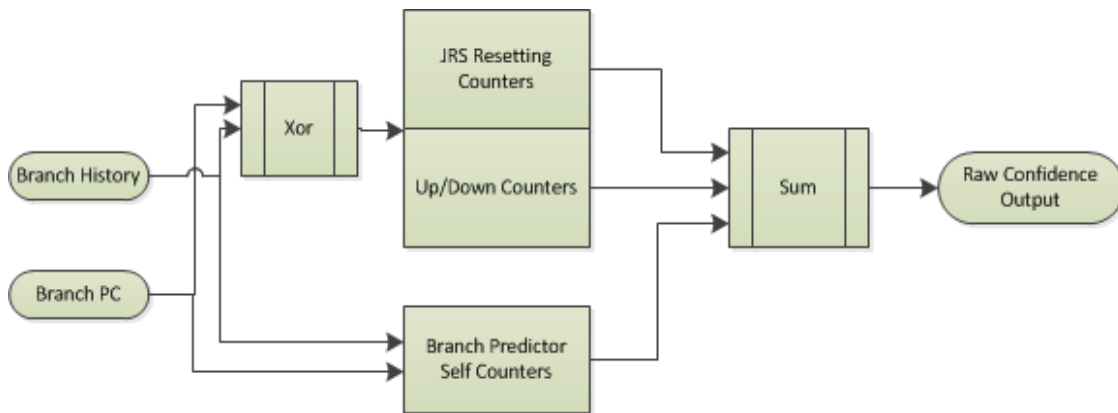 JRS Resetting
Counters
Xor
Branch History
Up/Down Counters
Sum
Raw Confidence
Output
Branch PC
Branch Predictor
Self Counters